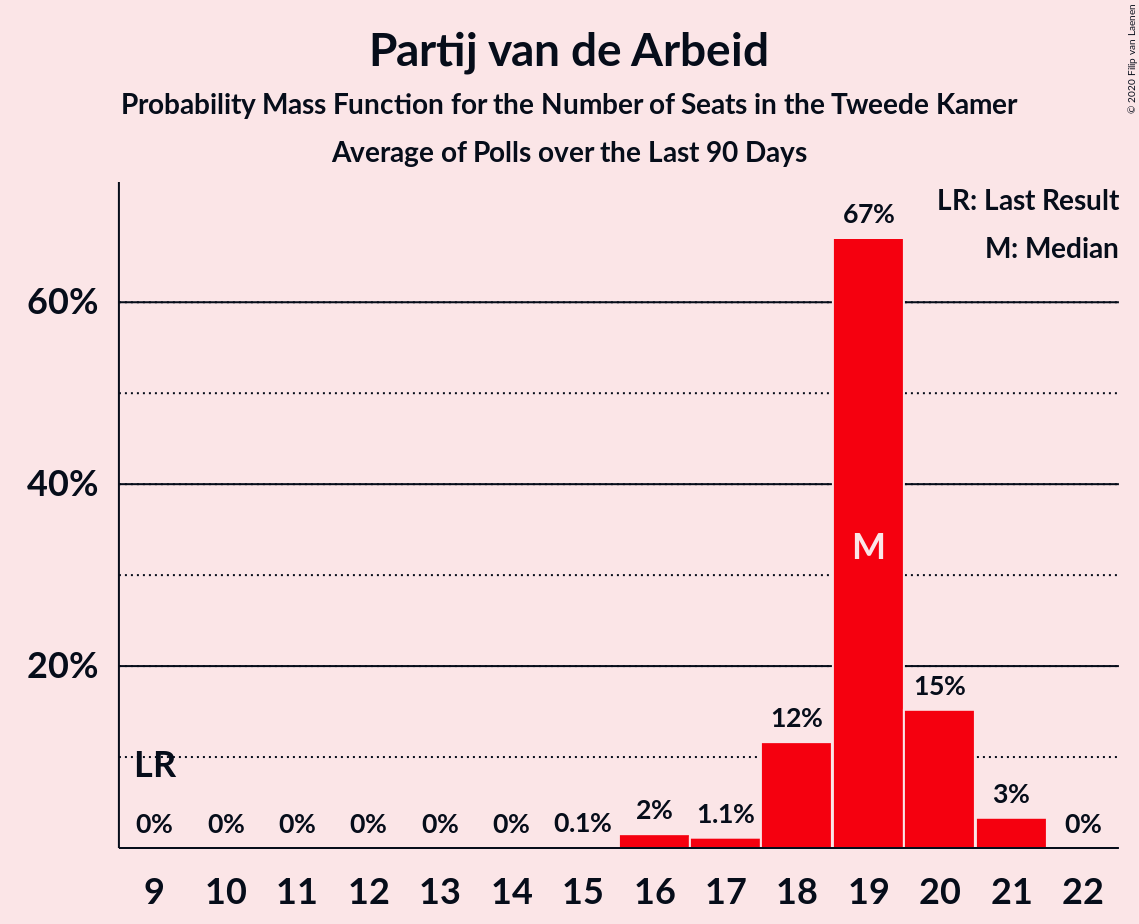 Partij van de Arbeid
Probability Mass Function for the Number of Seats in the Tweede Kamer
Average of Polls over the Last 90 Days
© 2020 Filip van Laenen
LR: Last Result
M: Median
67%
60%
M
40%
20%
15%
12%
LR
3%
2%
1.1%
0% 0% 0% 0% 0% 0% 0.1% 0%
9 10 11 12 13 14 15 16 17 18 19 20 21 22